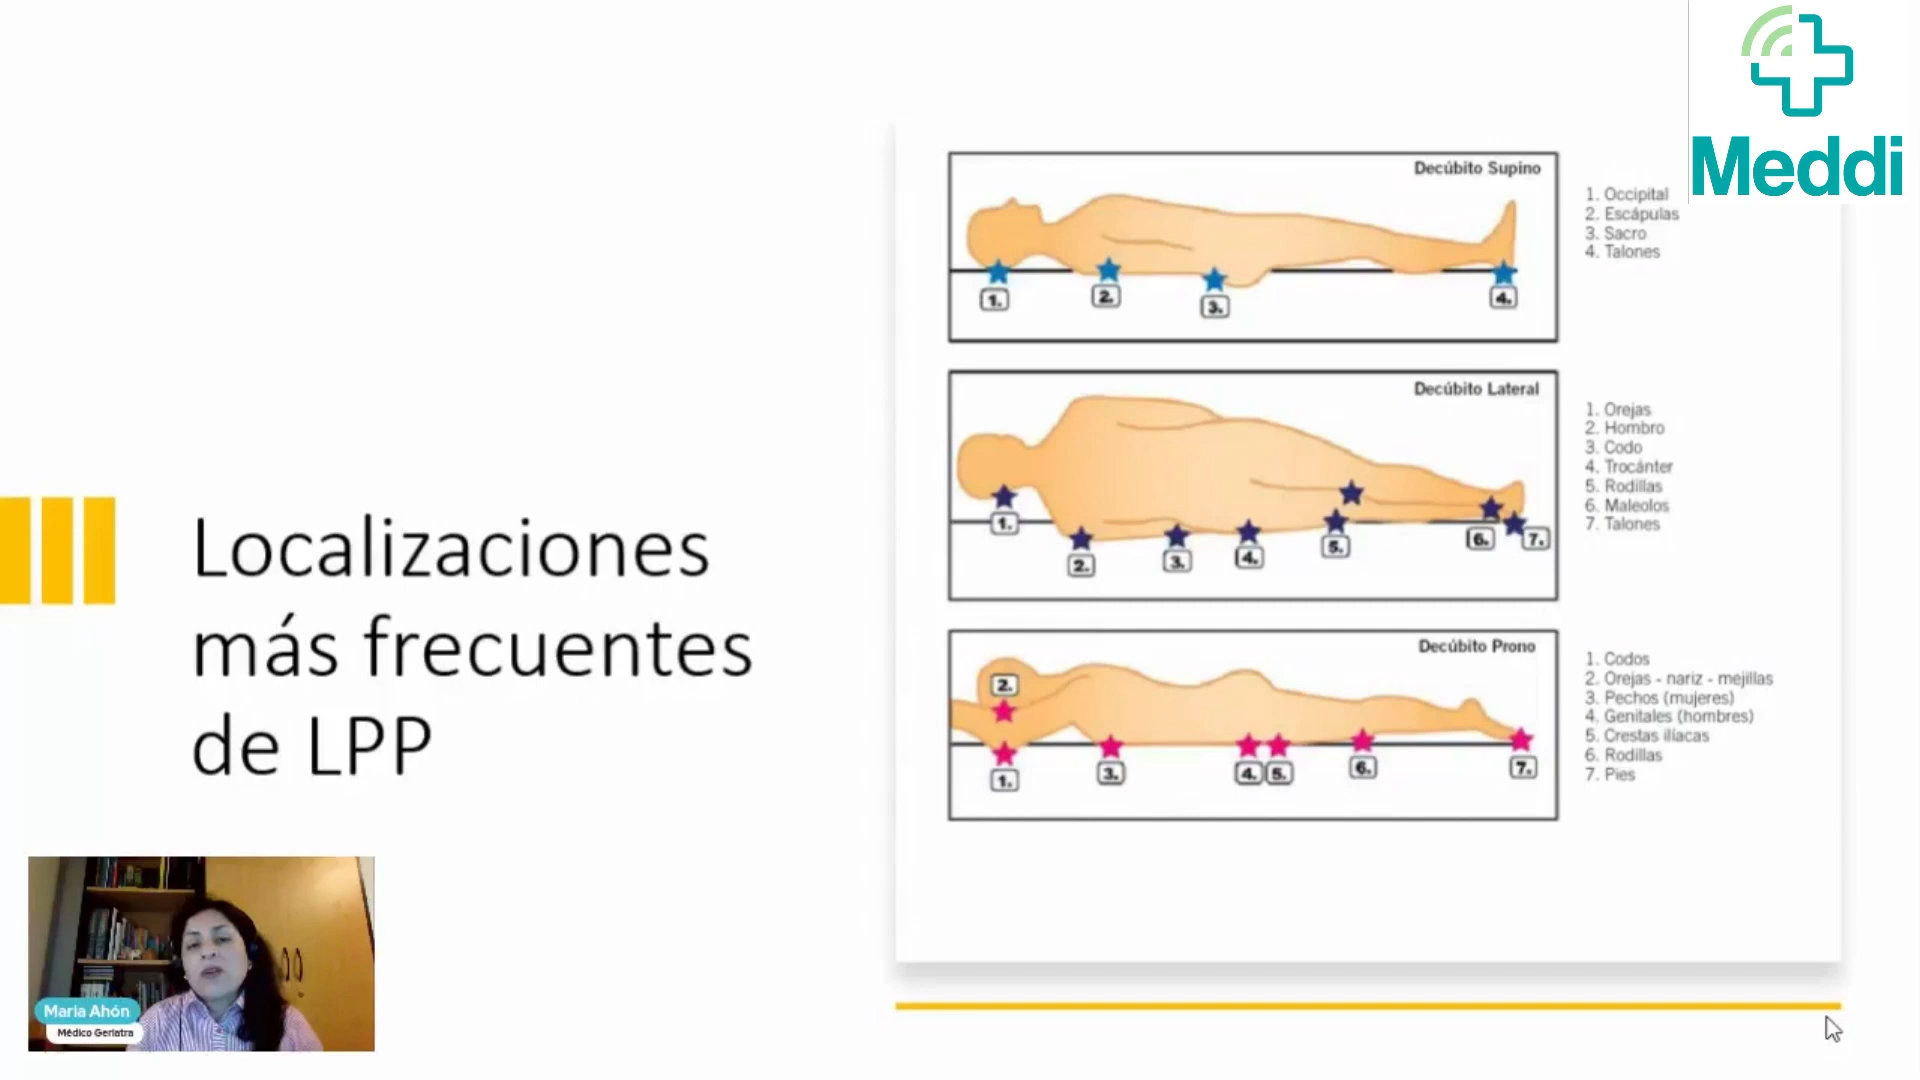 Meddi
Localizaciones
más frecuentes
de LPP
Decúbito Supino
1.
2.
3.
4.
1. Occipital
2. Escápulas
3. Sacro
4. Talones
Decúbito Lateral
1.
2.
3.
4.
5.
6.
7.
1. Orejas
2. Hombro
3. Codo
4. Trocánter
5. Rodillas
6. Maleolos
7. Talones
Decúbito Prono
2.
1.
3.
4.
5.
6.
7.
1. Codos
2. Orejas - nariz - mejillas
3. Pechos (mujeres)
4. Genitales (hombres)
5. Crestas ilíacas
6. Rodillas
7. Pies
Maria Ahón
Médico Geriatra